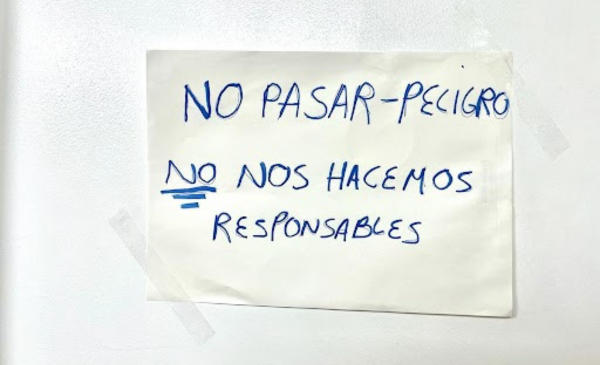 NO PASAR-PELIGRO
NO NOS HACEMOS
RESPONSABLES